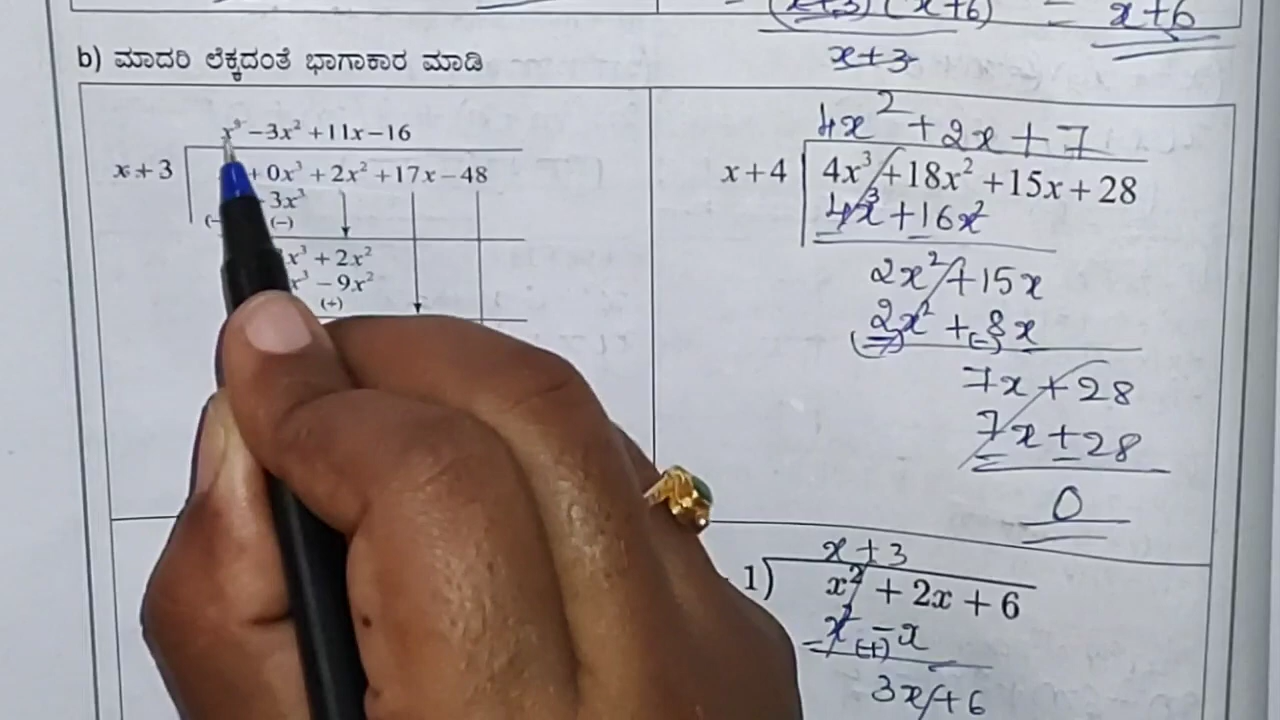 (x+3)(x+6) = x+6
x+3
b) ಮಾದರಿ ಲೆಕ್ಕದಂತೆ ಭಾಗಾಕಾರ ಮಾಡಿ
x³ − 3x² + 11x − 16
x + 3
+ 0x³ + 2x² + 17x − 48
3x³
(−)
x³ + 2x²
x³ − 9x²
(+)
4x² + 2x + 7
x + 4 4x³ + 18x² + 15x + 28
4x³ + 16x²
2x² + 15x
2x² + 8x
(−) (−)
7x + 28
7x + 28
0
x + 3
1) x² + 2x + 6
x² − x
− (+)
3x + 6